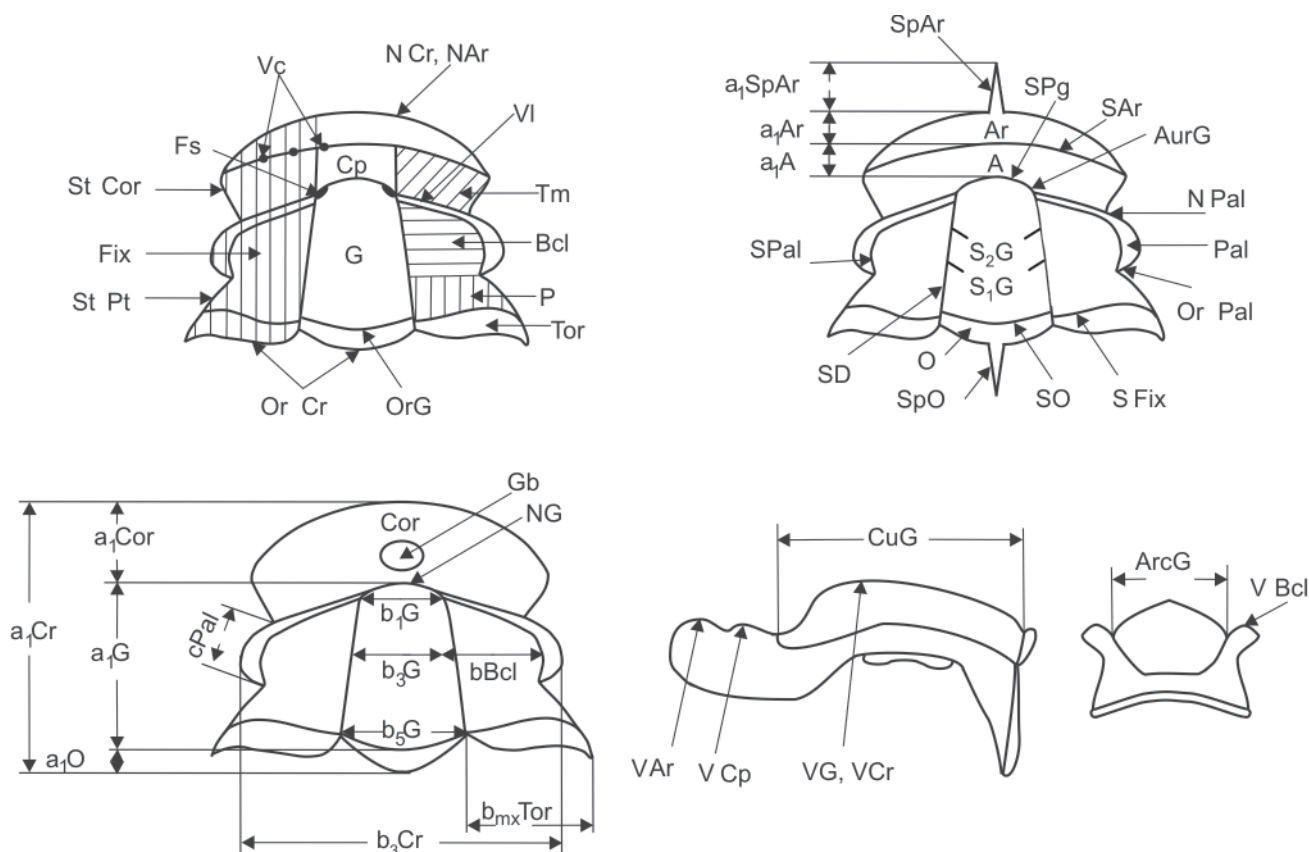 N Cr, NAr
Vc
Vl
Fs
Cp
St Cor
Tm
Fix
Bcl
G
St Pt
P
Tor
Or Cr
OrG
SpAr
a₁SpAr
SPg
SAr
a₁Ar
Ar
AurG
a₁A
A
N Pal
SPal
Pal
S₂G
S₁G
Or Pal
O
SD
SpO
SO
S Fix
Gb
NG
a₁Cor
Cor
a₁Cr
cPal
a₁G
b₁G
b₃G
bBcl
b₅G
a₁O
bₘₓTor
b₃Cr
CuG
VAr
V Cp
VG, VCr
ArcG
V Bcl